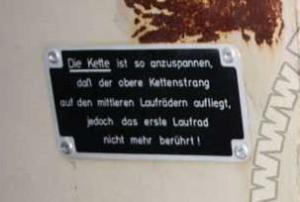 Die Kette ist so anzuspannen,
daß der obere Kettenstrang
auf den mittleren Laufrädern aufliegt,
jedoch das erste Laufrad
nicht mehr berührt!
www.